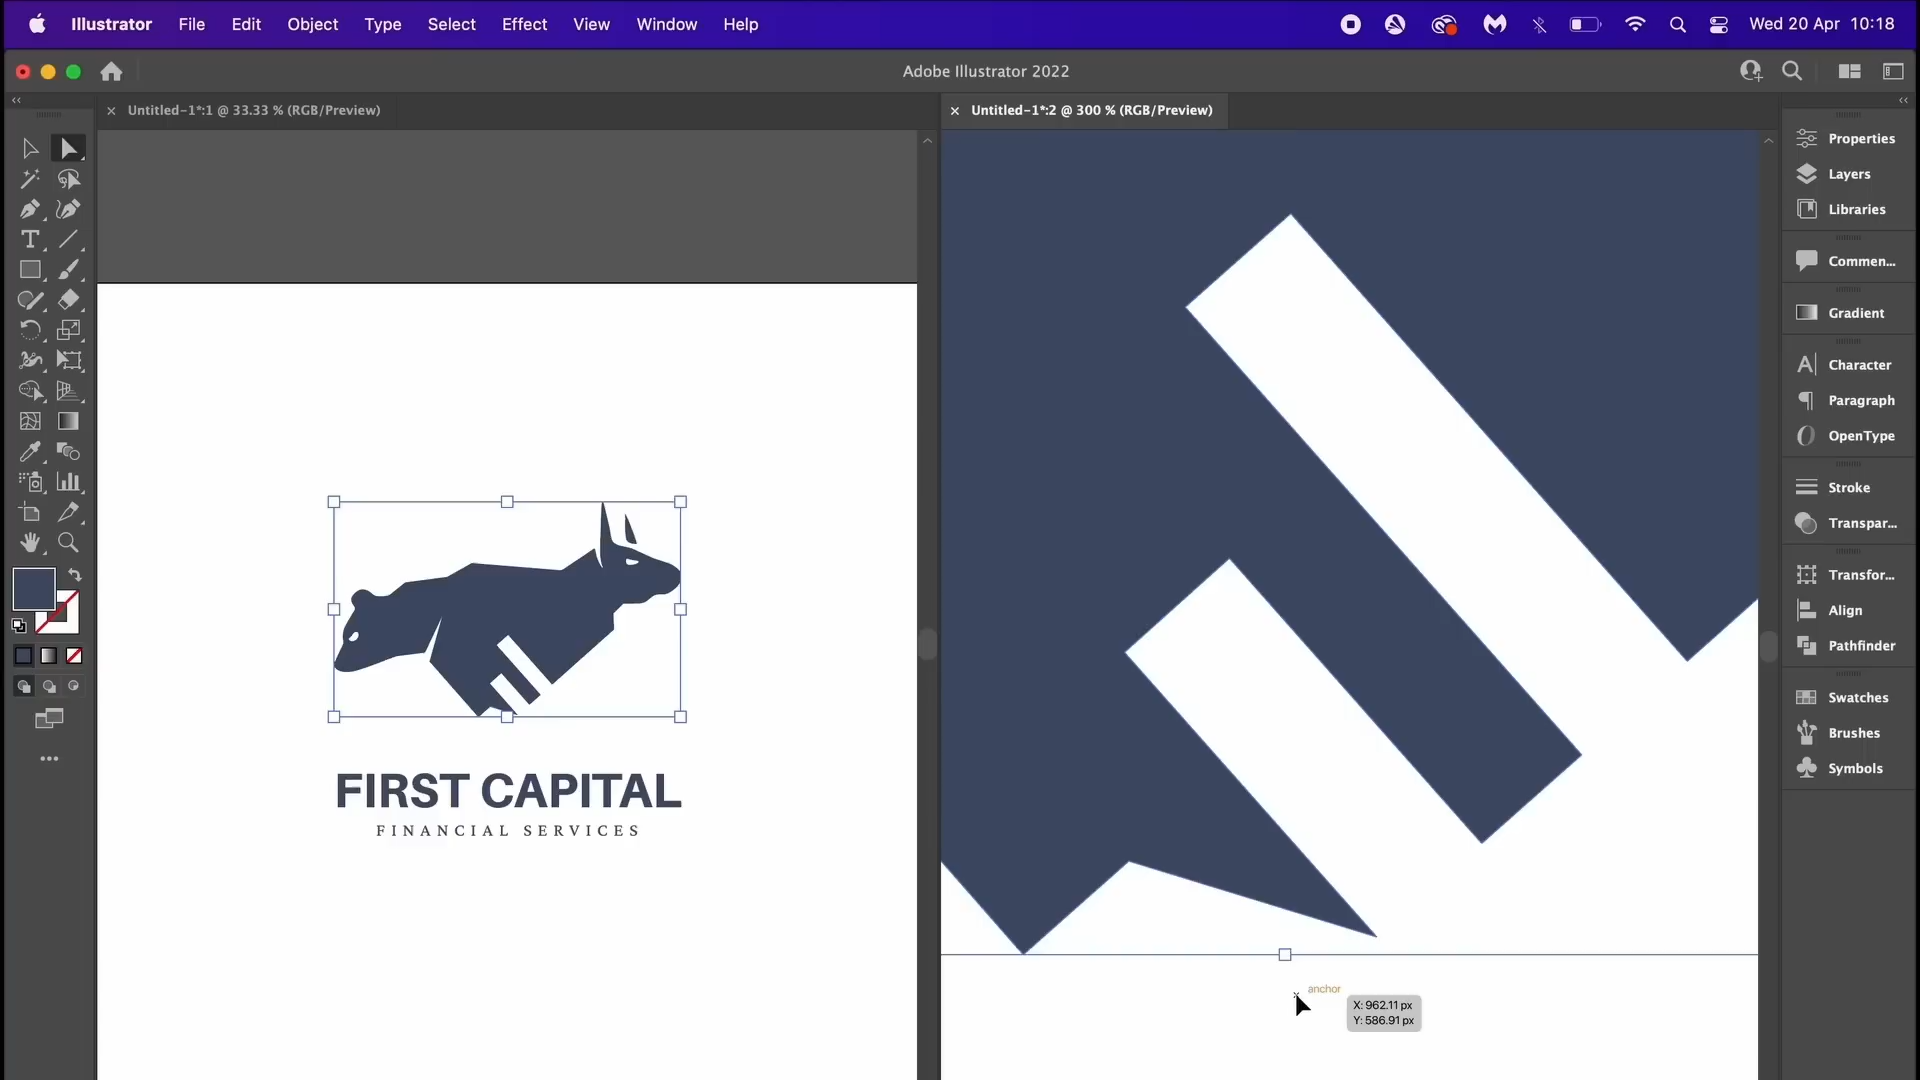 Illustrator File Edit Object Type Select Effect View Window Help Wed 20 Apr 10:18
Adobe Illustrator 2022
Untitled-1*:1 @ 33.33 % (RGB/Preview)
Untitled-1*:2 @ 300 % (RGB/Preview)
Properties
Layers
Libraries
Commen...
Gradient
Character
Paragraph
OpenType
Stroke
Transpar...
Transfor...
Align
Pathfinder
Swatches
Brushes
Symbols
FIRST CAPITAL
FINANCIAL SERVICES
anchor
X: 962.11 px
Y: 586.91 px